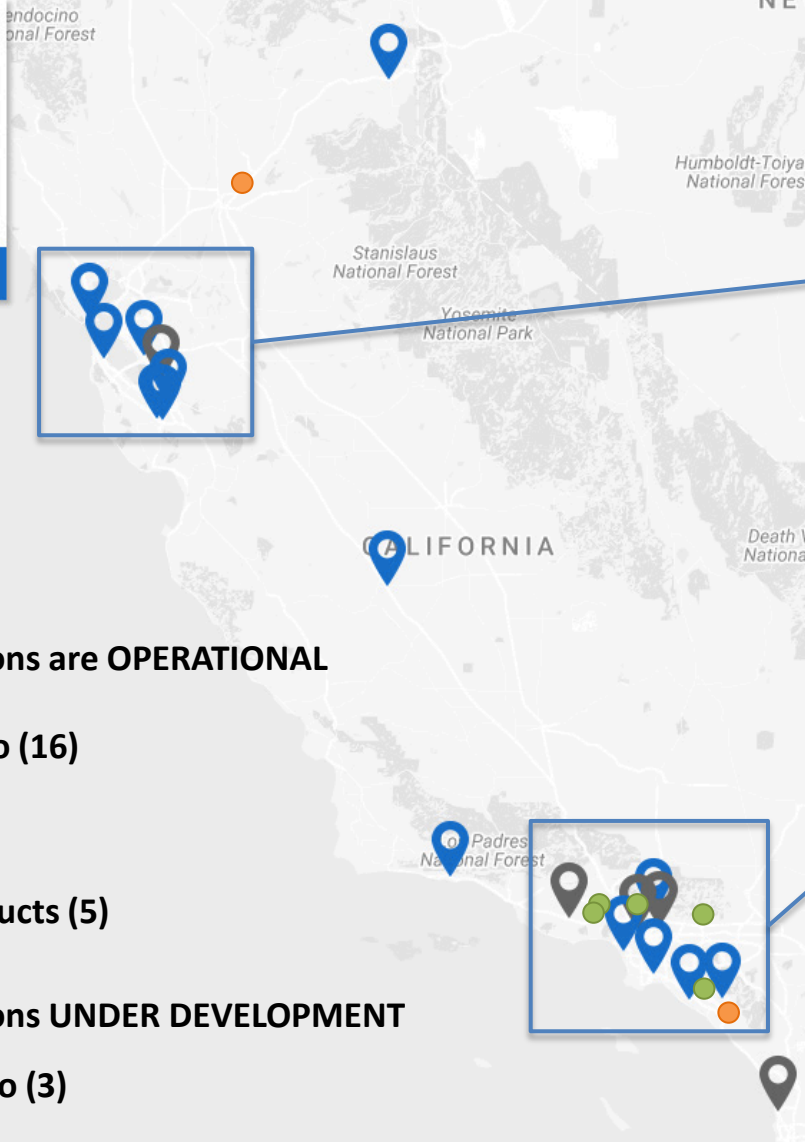 endocino
onal Forest
NE
Humboldt-Toiya
National Fores
Stanislaus
National Forest
Yosemite
National Park
CALIFORNIA
Death V
Nationa
ons are OPERATIONAL
o (16)
Los Padres
National Forest
ucts (5)
ons UNDER DEVELOPMENT
o (3)